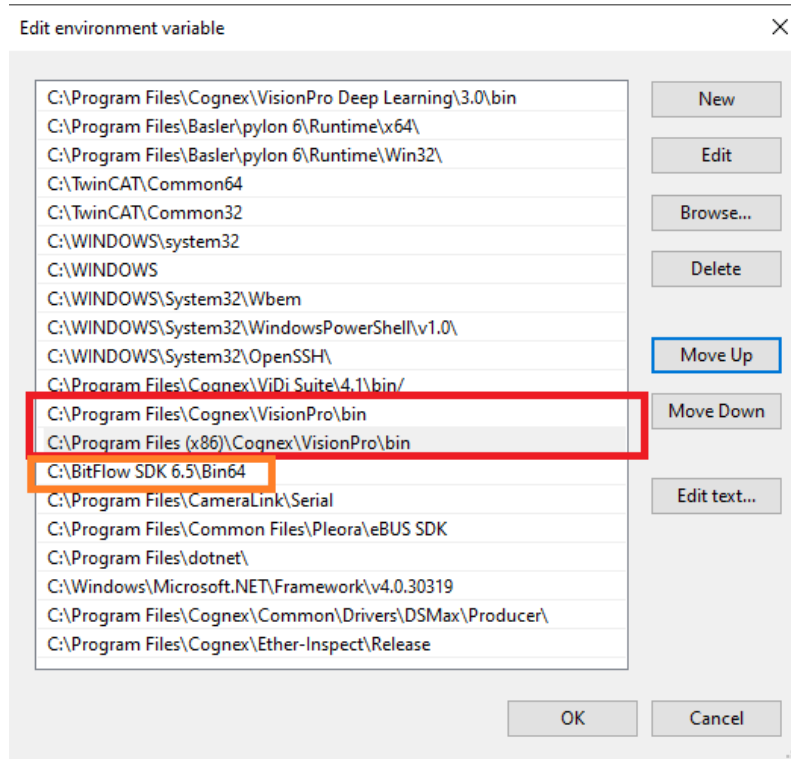 Edit environment variable
C:\Program Files\Cognex\VisionPro Deep Learning\3.0\bin
C:\Program Files\Basler\pylon 6\Runtime\x64\
C:\Program Files\Basler\pylon 6\Runtime\Win32\
C:\TwinCAT\Common64
C:\TwinCAT\Common32
C:\WINDOWS\system32
C:\WINDOWS
C:\WINDOWS\System32\Wbem
C:\WINDOWS\System32\WindowsPowerShell\v1.0\
C:\WINDOWS\System32\OpenSSH\
C:\Program Files\Cognex\ViDi Suite\4.1\bin/
C:\Program Files\Cognex\VisionPro\bin
C:\Program Files (x86)\Cognex\VisionPro\bin
C:\BitFlow SDK 6.5\Bin64
C:\Program Files\CameraLink\Serial
C:\Program Files\Common Files\Pleora\eBUS SDK
C:\Program Files\dotnet\
C:\Windows\Microsoft.NET\Framework\v4.0.30319
C:\Program Files\Cognex\Common\Drivers\DSMax\Producer\
C:\Program Files\Cognex\Ether-Inspect\Release
New
Edit
Browse...
Delete
Move Up
Move Down
Edit text...
OK
Cancel